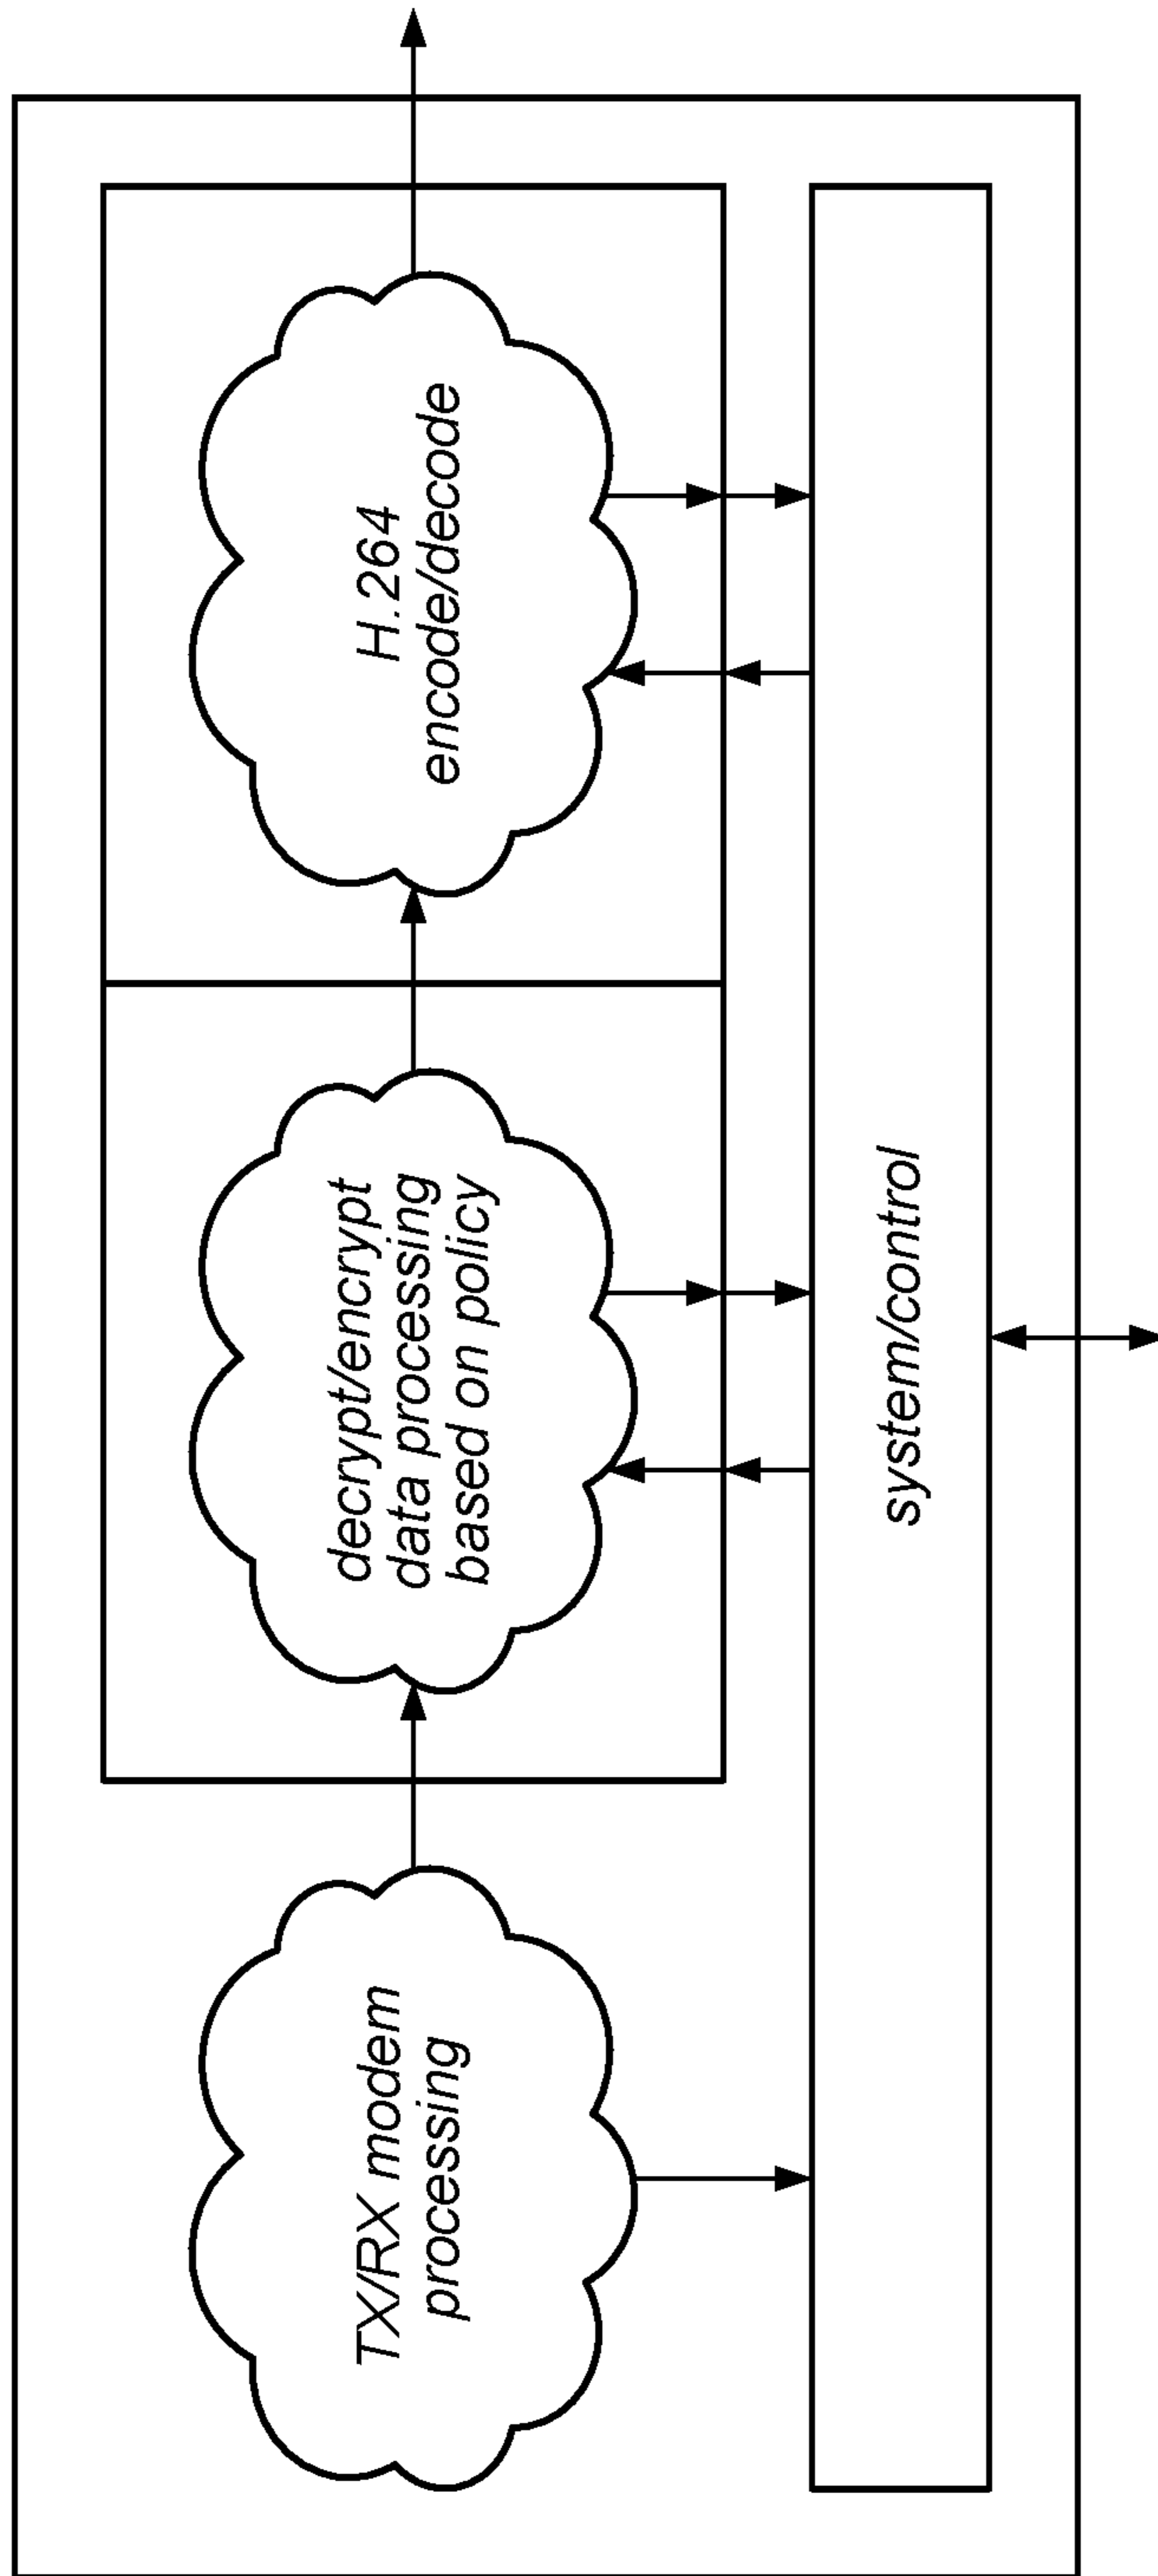 TX/RX modem
processing
decrypt/encrypt
data processing
based on policy
H.264
encode/decode
system/control